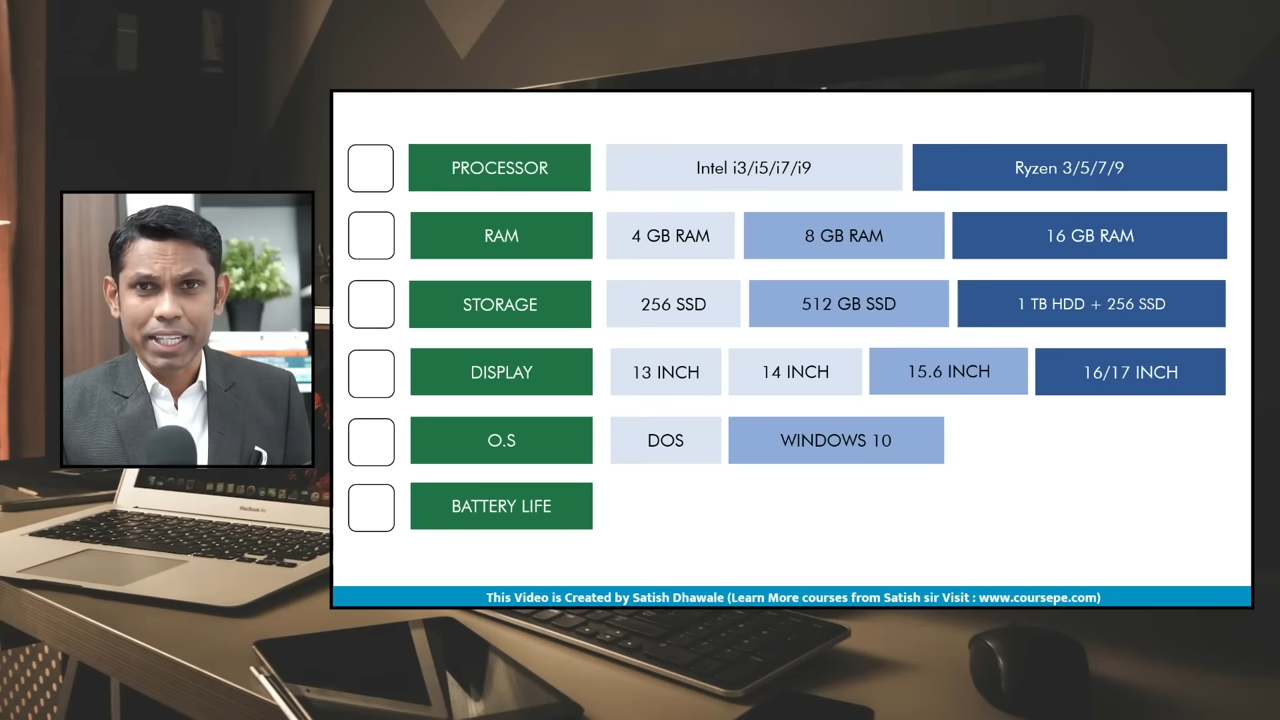 PROCESSOR Intel i3/i5/i7/i9 Ryzen 3/5/7/9
RAM 4 GB RAM 8 GB RAM 16 GB RAM
STORAGE 256 SSD 512 GB SSD 1 TB HDD + 256 SSD
DISPLAY 13 INCH 14 INCH 15.6 INCH 16/17 INCH
O.S DOS WINDOWS 10
BATTERY LIFE
MacBook Air
This Video is Created by Satish Dhawale (Learn More courses from Satish sir Visit : www.coursepe.com)